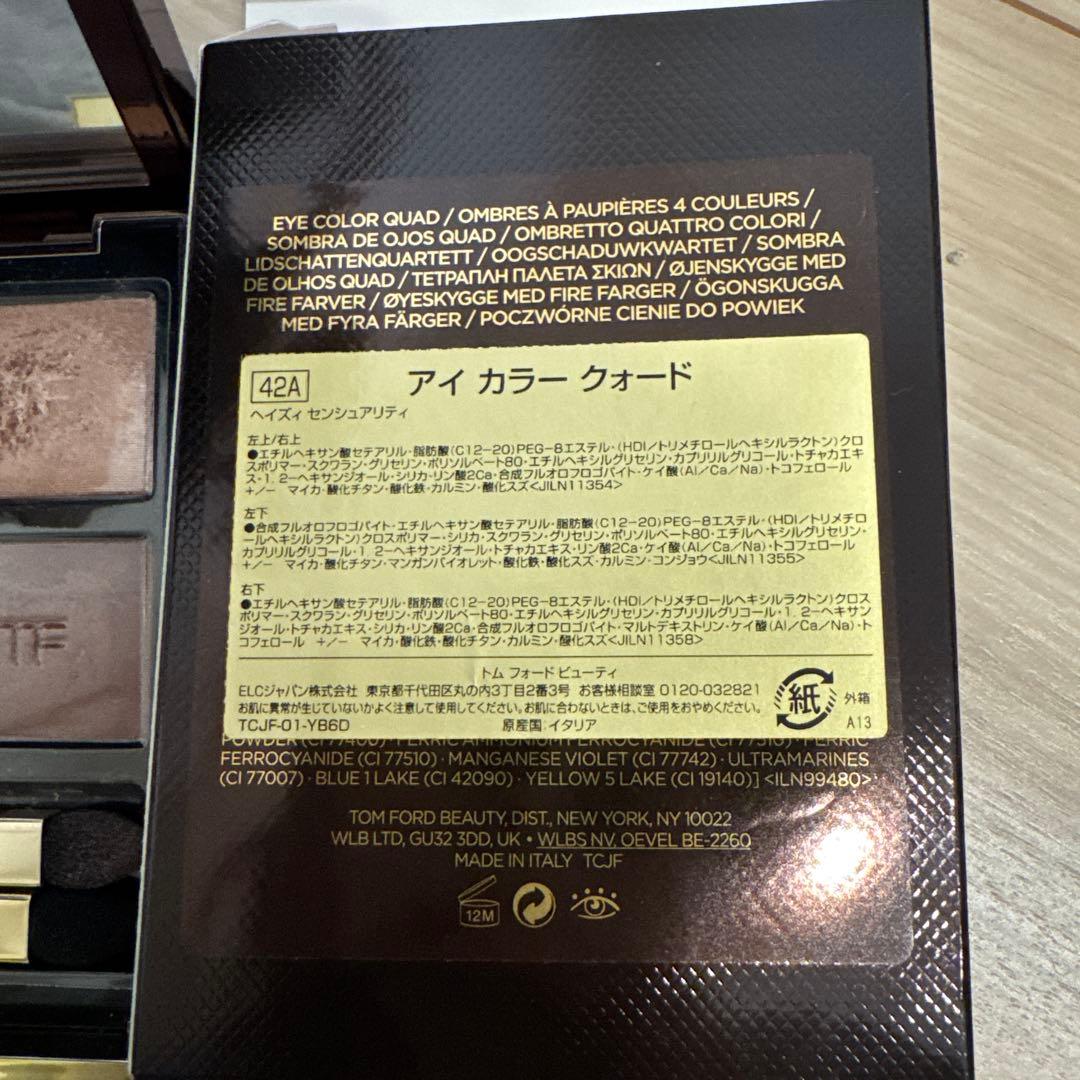 EYE COLOR QUAD / OMBRES À PAUPIÈRES 4 COULEURS /
SOMBRA DE OJOS QUAD / OMBRETTO QUATTRO COLORI /
LIDSCHATTENQUARTETT / OOGSCHADUWKWARTET / SOMBRA
DE OLHOS QUAD / ΤΕΤΡΑΠΛΗ ΠΑΛΕΤΑ ΣΚΙΩΝ / ØJENSKYGGE MED
FIRE FARVER / ØYESKYGGE MED FIRE FARGER / ÖGONSKUGGA
MED FYRA FÄRGER / POCZWÓRNE CIENIE DO POWIEK
42A アイ カラー クォード
ヘイズィ センシュアリティ
左上/右上
●エチルヘキサン酸セテアリル・脂肪酸(C12-20)PEG-8エステル・(HDI/トリメチロールヘキシルラクトン)クロ
スポリマー・スクワラン・グリセリン・ポリソルベート80・エチルヘキシルグリセリン・カプリリルグリコール・トチャカエキ
ス・1,2-ヘキサンジオール・シリカ・リン酸2Ca・合成フルオロフロゴパイト・ケイ酸(Al/Ca/Na)・トコフェロール
+/- マイカ・酸化チタン・酸化鉄・カルミン・酸化スズ<JILN11354>
左下
●合成フルオロフロゴパイト・エチルヘキサン酸セテアリル・脂肪酸(C12-20)PEG-8エステル・(HDI/トリメチロ
ールヘキシルラクトン)クロスポリマー・シリカ・スクワラン・グリセリン・ポリソルベート80・エチルヘキシルグリセリン・
カプリリルグリコール・1,2-ヘキサンジオール・トチャカエキス・リン酸2Ca・ケイ酸(Al/Ca/Na)・トコフェロール
+/- マイカ・酸化チタン・マンガンバイオレット・酸化鉄・酸化スズ・カルミン・コンジョウ<JILN11355>
右下
●エチルヘキサン酸セテアリル・脂肪酸(C12-20)PEG-8エステル・(HDI/トリメチロールヘキシルラクトン)クロス
ポリマー・スクワラン・グリセリン・ポリソルベート80・エチルヘキシルグリセリン・カプリリルグリコール・1,2-ヘキサン
ジオール・トチャカエキス・シリカ・リン酸2Ca・合成フルオロフロゴパイト・マルトデキストリン・ケイ酸(Al/Ca/Na)・ト
コフェロール +/- マイカ・酸化鉄・酸化チタン・カルミン・酸化スズ<JILN11358>
トム フォード ビューティ
ELCジャパン株式会社 東京都千代田区丸の内3丁目2番3号 お客様相談室 0120-032821
お肌に異常が生じていないかよく注意して使用してください。お肌に合わないときは、ご使用をおやめください。
TCJF-01-YB6D 原産国:イタリア
紙 外箱
A13
POWDER (CI 77400) · FERRIC AMMONIUM FERROCYANIDE (CI 77510) · FERRIC
FERROCYANIDE (CI 77510) · MANGANESE VIOLET (CI 77742) · ULTRAMARINES
(CI 77007) · BLUE 1 LAKE (CI 42090) · YELLOW 5 LAKE (CI 19140)] <ILN99480>
TOM FORD BEAUTY, DIST., NEW YORK, NY 10022
WLB LTD, GU32 3DD, UK • WLBS NV. OEVEL BE-2260
MADE IN ITALY TCJF
12M
TF